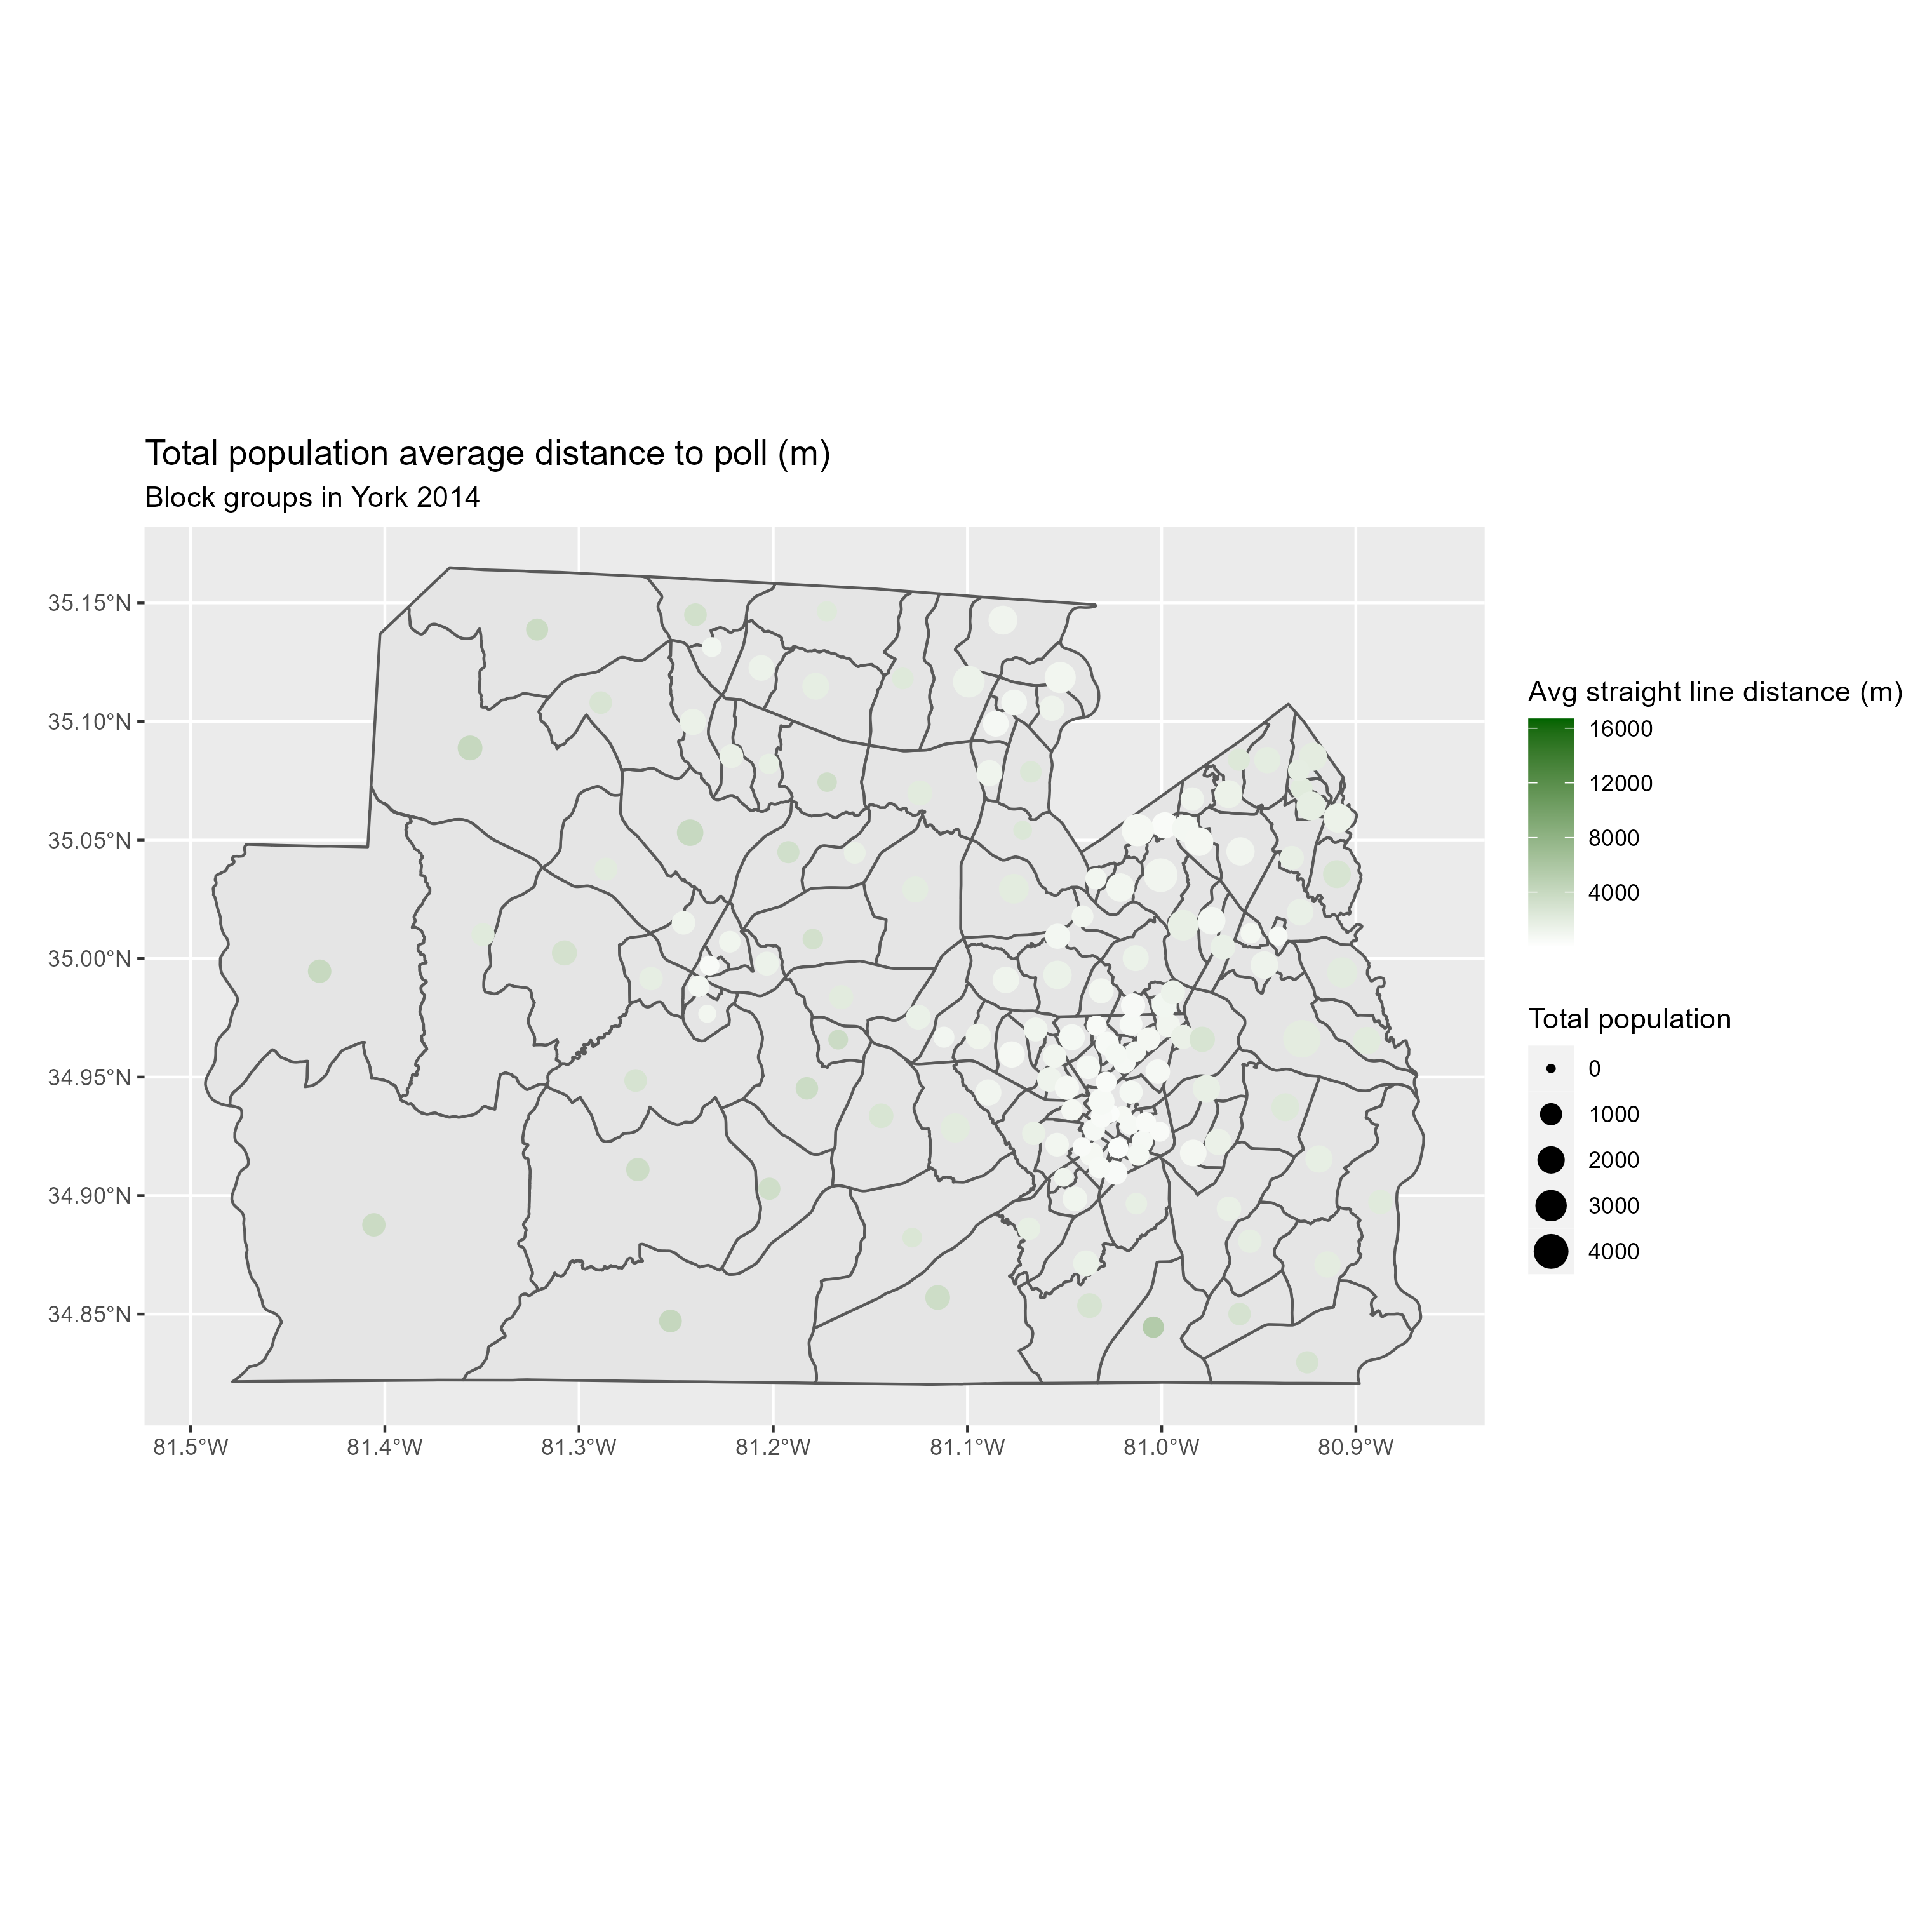 Total population average distance to poll (m)
Block groups in York 2014
35.15°N
35.10°N
35.05°N
35.00°N
34.95°N
34.90°N
34.85°N
81.5°W
81.4°W
81.3°W
81.2°W
81.1°W
81.0°W
80.9°W
Avg straight line distance (m)
16000
12000
8000
4000
Total population
0
1000
2000
3000
4000